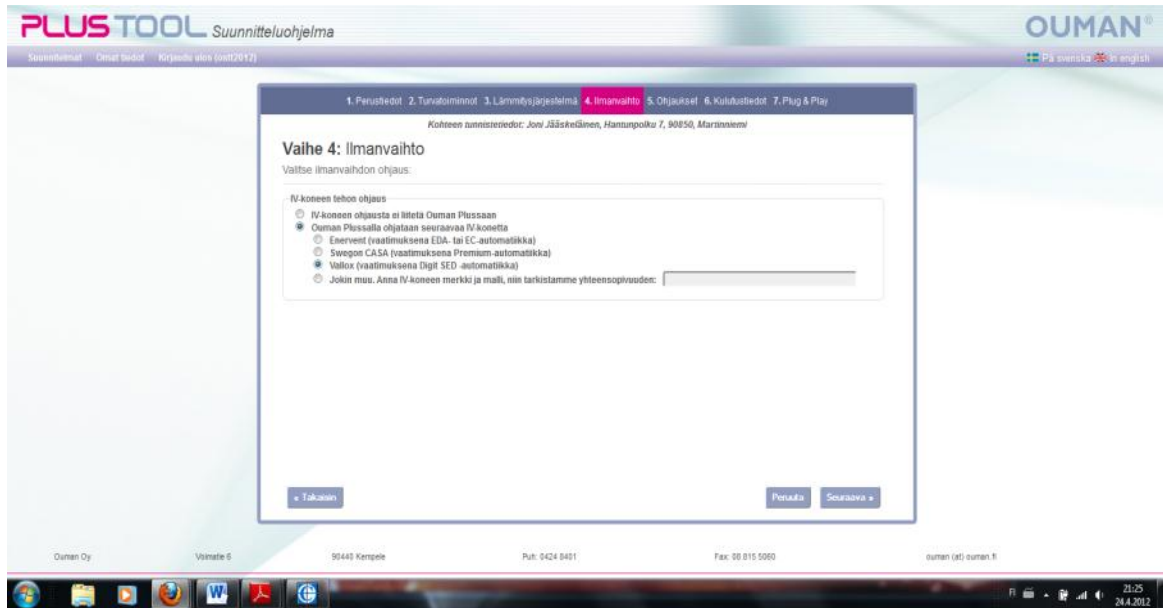 PLUS TOOL Suunnitteluohjelma
OUMAN®
Suunnitelmat Omat tiedot Kirjaudu ulos (ostt2012)
På svenska In english
1. Perustiedot 2. Turvatoiminnot 3. Lämmitysjärjestelmä 4. Ilmanvaihto 5. Ohjaukset 6. Kulutustiedot 7. Plug & Play
Kohteen tunnistetiedot: Joni Jääskeläinen, Hantunpolku 7, 90850, Martinniemi
Vaihe 4: Ilmanvaihto
Valitse ilmanvaihdon ohjaus:
IV-koneen tehon ohjaus
IV-koneen ohjausta ei liitetä Ouman Plussaan
Ouman Plussalla ohjataan seuraavaa IV-konetta
Enervent (vaatimuksena EDA- tai EC-automatiikka)
Swegon CASA (vaatimuksena Premium-automatiikka)
Vallox (vaatimuksena Digit SED -automatiikka)
Jokin muu. Anna IV-koneen merkki ja malli, niin tarkistamme yhteensopivuuden:
« Takaisin
Peruuta
Seuraava »
Ouman Oy
Voimatie 6
90440 Kempele
Puh: 0424 8401
Fax: 08 815 5060
ouman (at) ouman.fi
FI
21:25
24.4.2012